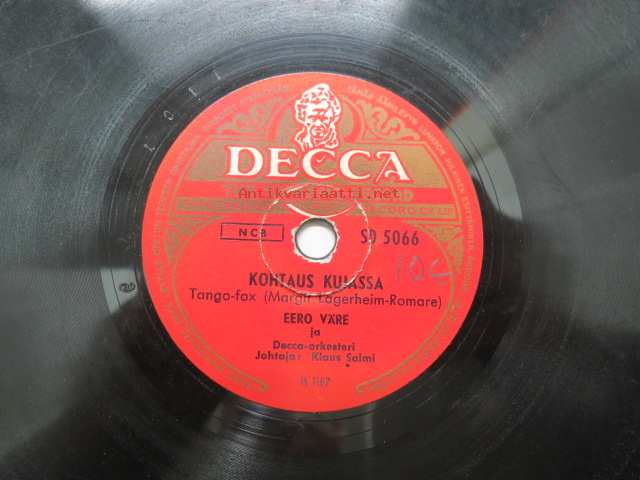 DECCA
Antikvariaatti.net
NCB
SD 5066
100
KOHTAUS KUJASSA
Tango-fox (Margit Lagerheim-Romare)
EERO VÄRE
ja
Decca-orkesteri
Johtaja: Klaus Salmi